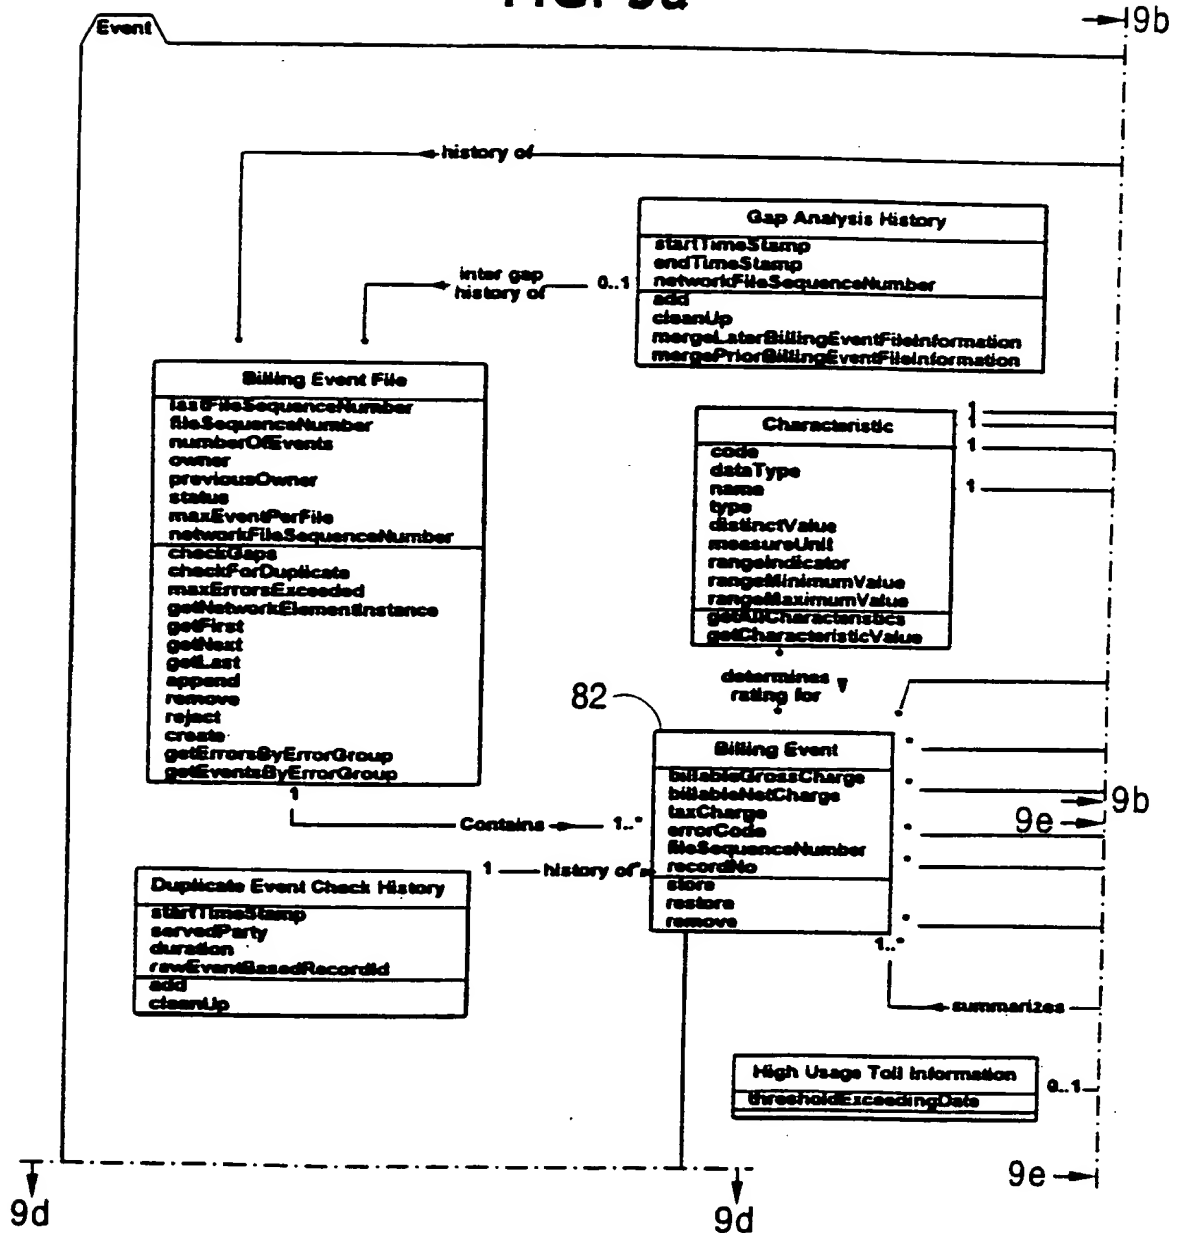 9b
Event
history of
Gap Analysis History
startTimeStamp
endTimeStamp
networkFileSequenceNumber
add
cleanUp
mergeLaterBillingEventFileInformation
mergePriorBillingEventFileInformation
inter gap
history of
0..1
*
*
Billing Event File
lastFileSequenceNumber
fileSequenceNumber
numberOfEvents
owner
previousOwner
status
maxEventPerFile
networkFileSequenceNumber
checkGaps
checkForDuplicate
maxErrorsExceeded
getNetworkElementInstance
getFirst
getNext
getLast
append
remove
reject
create
getErrorsByErrorGroup
getEventsByErrorGroup
1
Contains
1..*
Characteristic
code
dataType
name
type
distinctValue
measureUnit
rangeIndicator
rangeMinimumValue
rangeMaximumValue
getAllCharacteristics
getCharacteristicValue
1
1
1
1
*
determines
rating for
*
*
82
Billing Event
billableGrossCharge
billableNetCharge
taxCharge
errorCode
fileSequenceNumber
recordNo
store
restore
remove
*
*
*
*
*
9b
9e
1
history of
Duplicate Event Check History
startTimeStamp
servedParty
duration
rawEventBasedRecordId
add
cleanUp
1..*
summarizes
High Usage Toll Information
thresholdExceedingDate
0..1
9e
9d
9d